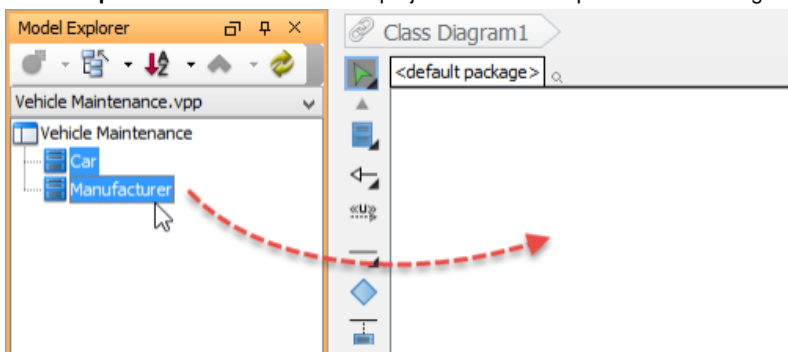 Model Explorer
Class Diagram1
<default package>
Vehicle Maintenance.vpp
Vehicle Maintenance
Car
Manufacturer
«U»